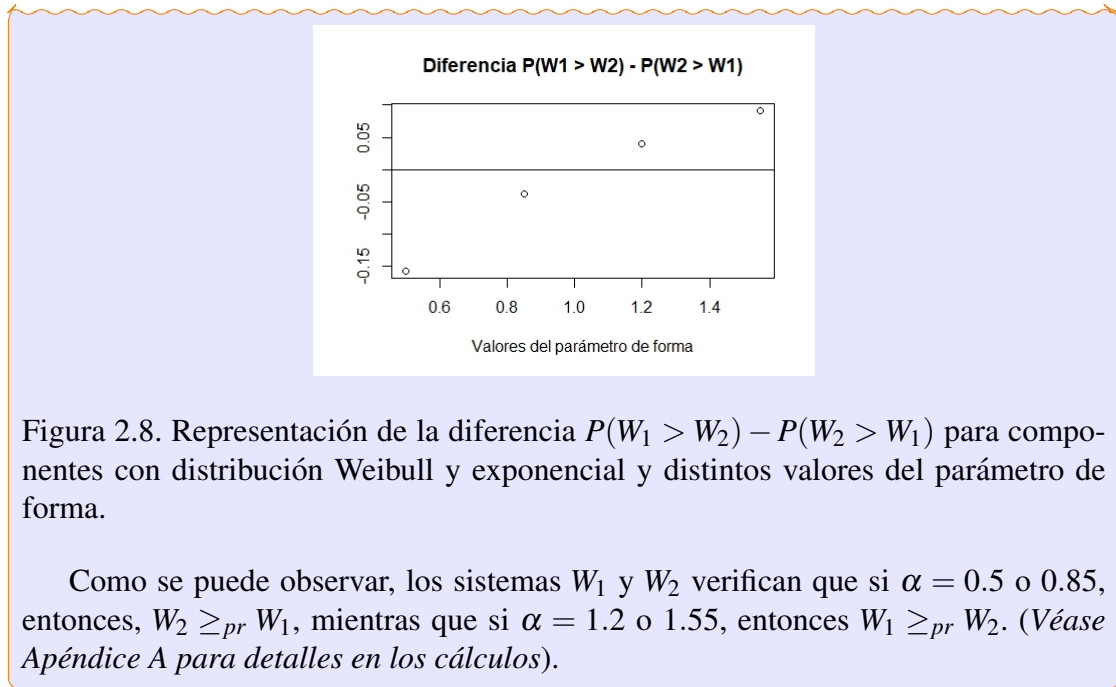 Diferencia P(W1 > W2) - P(W2 > W1)
0.05
-0.05
-0.15
0.6 0.8 1.0 1.2 1.4
Valores del parámetro de forma
Figura 2.8. Representación de la diferencia P(W₁ > W₂) − P(W₂ > W₁) para compo-
nentes con distribución Weibull y exponencial y distintos valores del parámetro de
forma.
Como se puede observar, los sistemas W₁ y W₂ verifican que si α = 0.5 o 0.85,
entonces, W₂ ≥pr W₁, mientras que si α = 1.2 o 1.55, entonces W₁ ≥pr W₂. (Véase
Apéndice A para detalles en los cálculos).